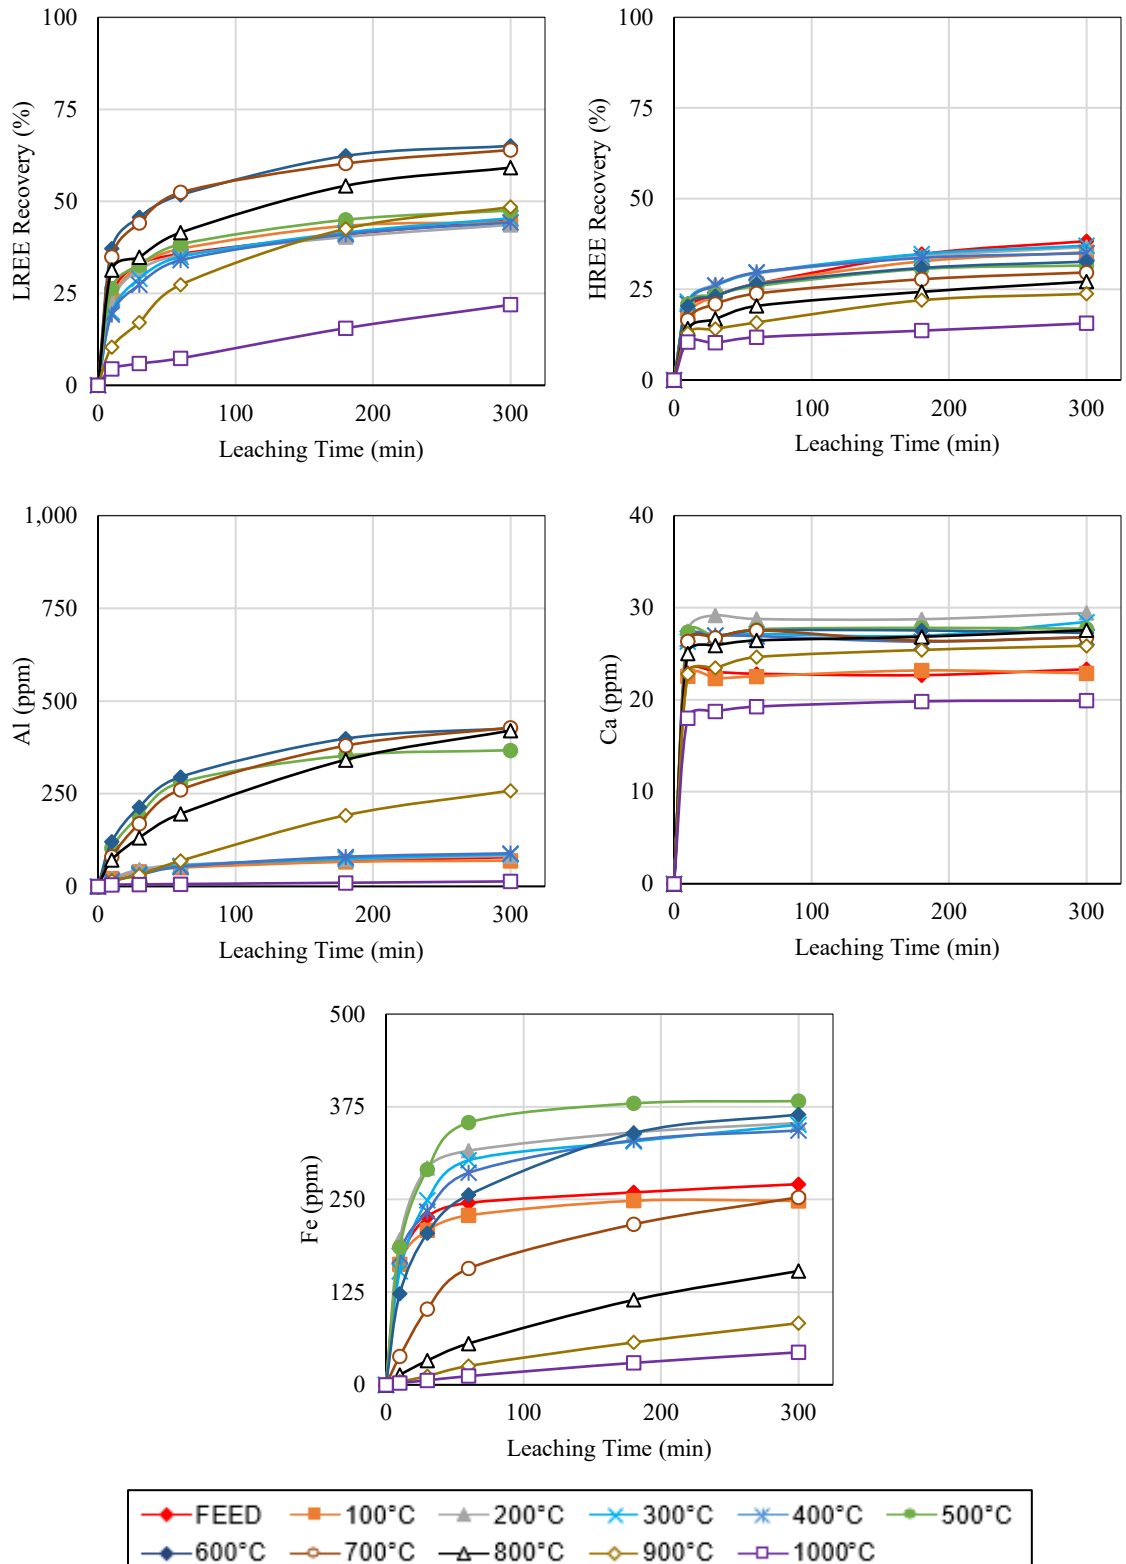 100
75
50
25
0
LREE Recovery (%)
0 100 200 300
Leaching Time (min)
100
75
50
25
0
HREE Recovery (%)
0 100 200 300
Leaching Time (min)
1,000
750
500
250
0
Al (ppm)
0 100 200 300
Leaching Time (min)
40
30
20
10
0
Ca (ppm)
0 100 200 300
Leaching Time (min)
500
375
250
125
0
Fe (ppm)
0 100 200 300
Leaching Time (min)
FEED 100°C 200°C 300°C 400°C 500°C
600°C 700°C 800°C 900°C 1000°C